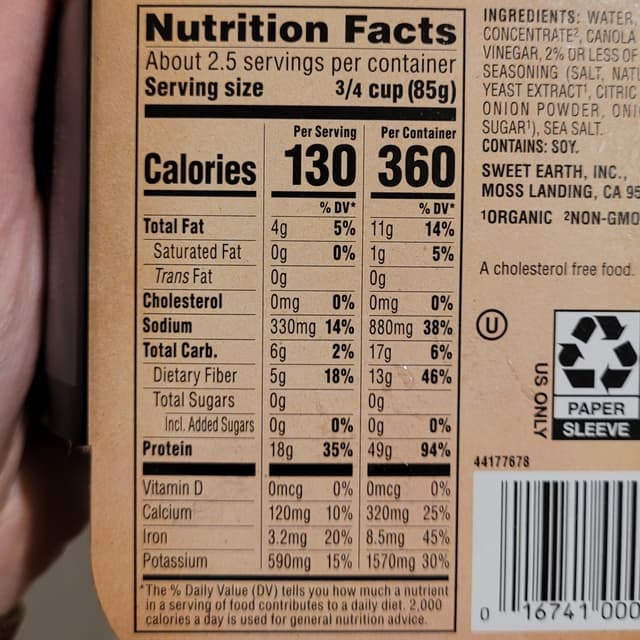 Nutrition Facts
About 2.5 servings per container
Serving size 3/4 cup (85g)
Per Serving Per Container
Calories 130 360
% DV* % DV*
Total Fat 4g 5% 11g 14%
Saturated Fat 0g 0% 1g 5%
Trans Fat 0g 0g
Cholesterol 0mg 0% 0mg 0%
Sodium 330mg 14% 880mg 38%
Total Carb. 6g 2% 17g 6%
Dietary Fiber 5g 18% 13g 46%
Total Sugars 0g 0g
Incl. Added Sugars 0g 0% 0g 0%
Protein 18g 35% 49g 94%
Vitamin D 0mcg 0% 0mcg 0%
Calcium 120mg 10% 320mg 25%
Iron 3.2mg 20% 8.5mg 45%
Potassium 590mg 15% 1570mg 30%
*The % Daily Value (DV) tells you how much a nutrient
in a serving of food contributes to a daily diet. 2,000
calories a day is used for general nutrition advice.
INGREDIENTS: WATER,
CONCENTRATE², CANOLA
VINEGAR, 2% OR LESS OF
SEASONING (SALT,
YEAST EXTRACT¹, CITRIC
ONION POWDER,
SUGAR¹), SEA SALT.
CONTAINS: SOY.
SWEET EARTH, INC.,
MOSS LANDING, CA
¹ORGANIC ²NON-GMO
A cholesterol free food.
U
US ONLY
PAPER
SLEEVE
44177678
0 16741 000